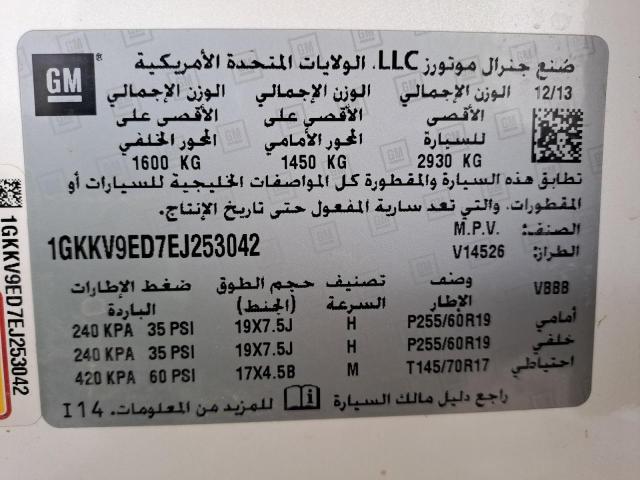 GM
صنع جنرال موتورز LLC. الولايات المتحدة الأمريكية
12/13 الوزن الإجمالي الوزن الإجمالي الوزن الإجمالي
الأقصى الأقصى على الأقصى على
للسيارة المحور الأمامي المحور الخلفي
2930 KG 1450 KG 1600 KG
تطابق هذه السيارة والمقطورة كل المواصفات الخليجية للسيارات أو
المقطورات، والتي تعد سارية المفعول حتى تاريخ الإنتاج.
الصنف: M.P.V. 1GKKV9ED7EJ253042
الطراز: V14526
VBBB وصف تصنيف حجم الطوق ضغط الإطارات
الإطار السرعة (الجنط) الباردة
أمامي P255/60R19 H 19X7.5J 240 KPA 35 PSI
خلفي P255/60R19 H 19X7.5J 240 KPA 35 PSI
احتياطي T145/70R17 M 17X4.5B 420 KPA 60 PSI
راجع دليل مالك السيارة للمزيد من المعلومات. I14
1GKKV9ED7EJ253042